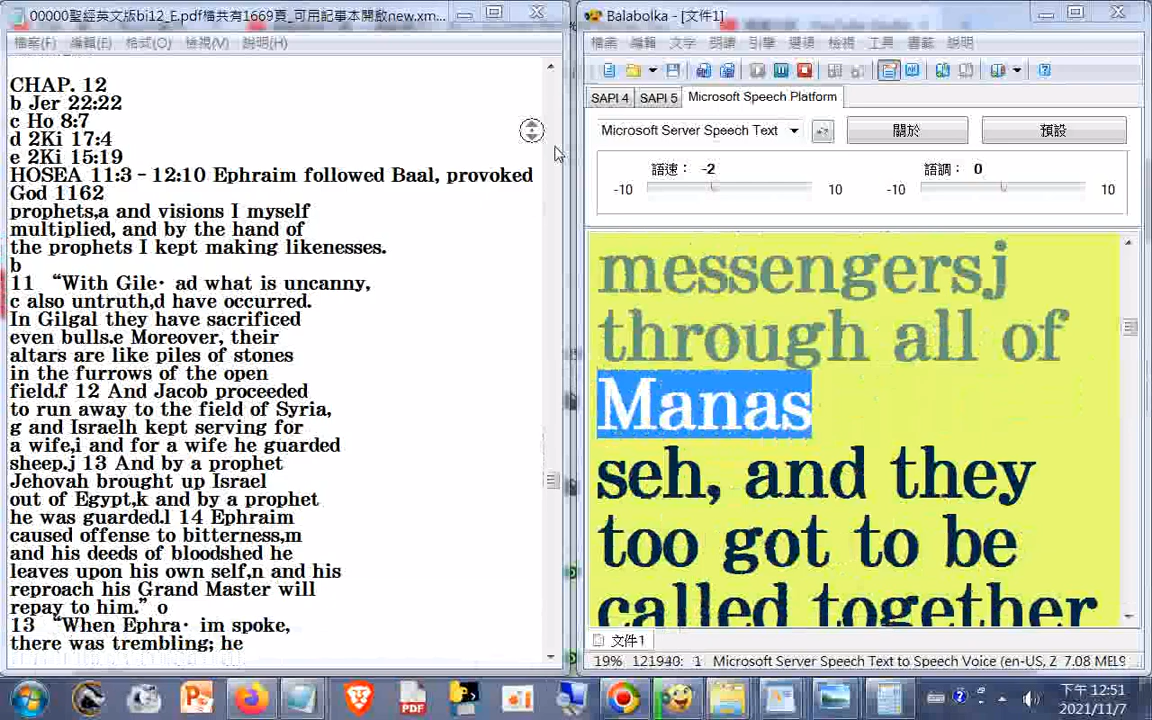 00000聖經英文版bi12_E.pdf檔共有1669頁_可用記事本開啟new.xm...
檔案(F) 編輯(E) 格式(O) 檢視(V) 說明(H)
CHAP. 12
b Jer 22:22
c Ho 8:7
d 2Ki 17:4
e 2Ki 15:19
HOSEA 11:3–12:10 Ephraim followed Baal, provoked
God 1162
prophets,a and visions I myself
multiplied, and by the hand of
the prophets I kept making likenesses.
b
11 “With Gile· ad what is uncanny,
c also untruth,d have occurred.
In Gilgal they have sacrificed
even bulls.e Moreover, their
altars are like piles of stones
in the furrows of the open
field.f 12 And Jacob proceeded
to run away to the field of Syria,
g and Israelh kept serving for
a wife,i and for a wife he guarded
sheep.j 13 And by a prophet
Jehovah brought up Israel
out of Egypt,k and by a prophet
he was guarded.l 14 Ephraim
caused offense to bitterness,m
and his deeds of bloodshed he
leaves upon his own self,n and his
reproach his Grand Master will
repay to him.” o
13 “When Ephra· im spoke,
there was trembling; he
Balabolka - [文件1]
檔案 編輯 文字 朗讀 引擎 選項 檢視 工具 書籤 說明
SAPI 4 SAPI 5 Microsoft Speech Platform
Microsoft Server Speech Text 關於 預設
語速： -2 語調： 0
-10 10 -10 10
messengersj
through all of
Manas
seh, and they
too got to be
called together
文件1
19% 121940: 1 Microsoft Server Speech Text to Speech Voice (en-US, Z 7.08 МБ
PDF
下午 12:51
2021/11/7